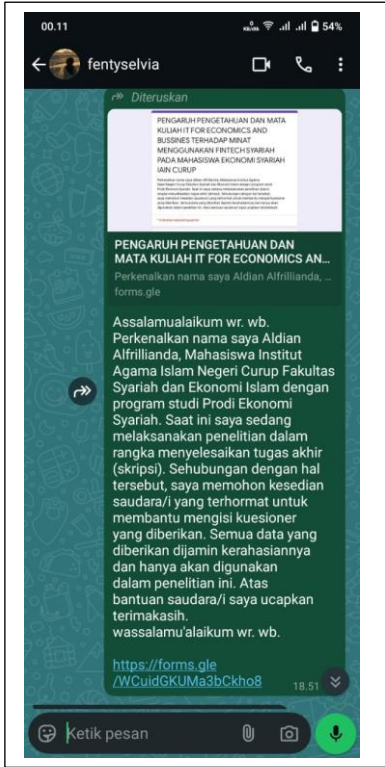 00.11
54%
fentyselvia
Diteruskan
PENGARUH PENGETAHUAN DAN MATA
KULIAH IT FOR ECONOMICS AND
BUSSINES TERHADAP MINAT
MENGGUNAKAN FINTECH SYARIAH
PADA MAHASISWA EKONOMI SYARIAH
IAIN CURUP
PENGARUH PENGETAHUAN DAN
MATA KULIAH IT FOR ECONOMICS AN...
Perkenalkan nama saya Aldian Alfrillianda, ...
forms.gle
Assalamualaikum wr. wb.
Perkenalkan nama saya Aldian
Alfrillianda, Mahasiswa Institut
Agama Islam Negeri Curup Fakultas
Syariah dan Ekonomi Islam dengan
program studi Prodi Ekonomi
Syariah. Saat ini saya sedang
melaksanakan penelitian dalam
rangka menyelesaikan tugas akhir
(skripsi). Sehubungan dengan hal
tersebut, saya memohon kesedian
saudara/i yang terhormat untuk
membantu mengisi kuesioner
yang diberikan. Semua data yang
diberikan dijamin kerahasiannya
dan hanya akan digunakan
dalam penelitian ini. Atas
bantuan saudara/i saya ucapkan
terimakasih.
wassalamu'alaikum wr. wb.
https://forms.gle
/WCuidGKUMa3bCkho8
18.51
Ketik pesan